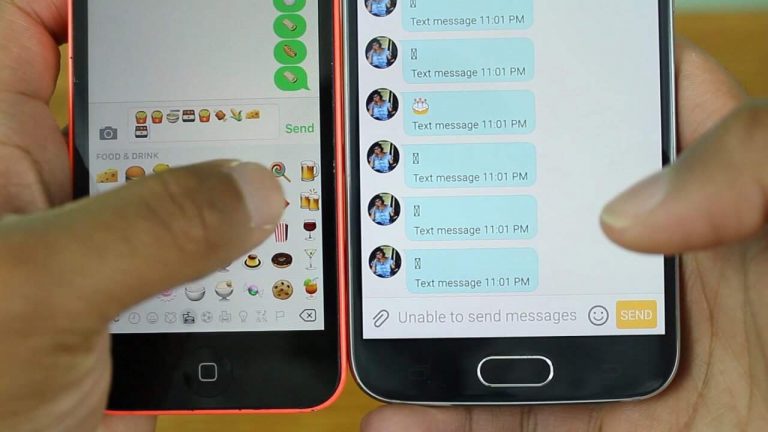 Send
FOOD & DRINK
Text message 11:01 PM
Text message 11:01 PM
Text message 11:01 PM
Text message 11:01 PM
Text message 11:01 PM
Text message 11:01 PM
Unable to send messages
SEND